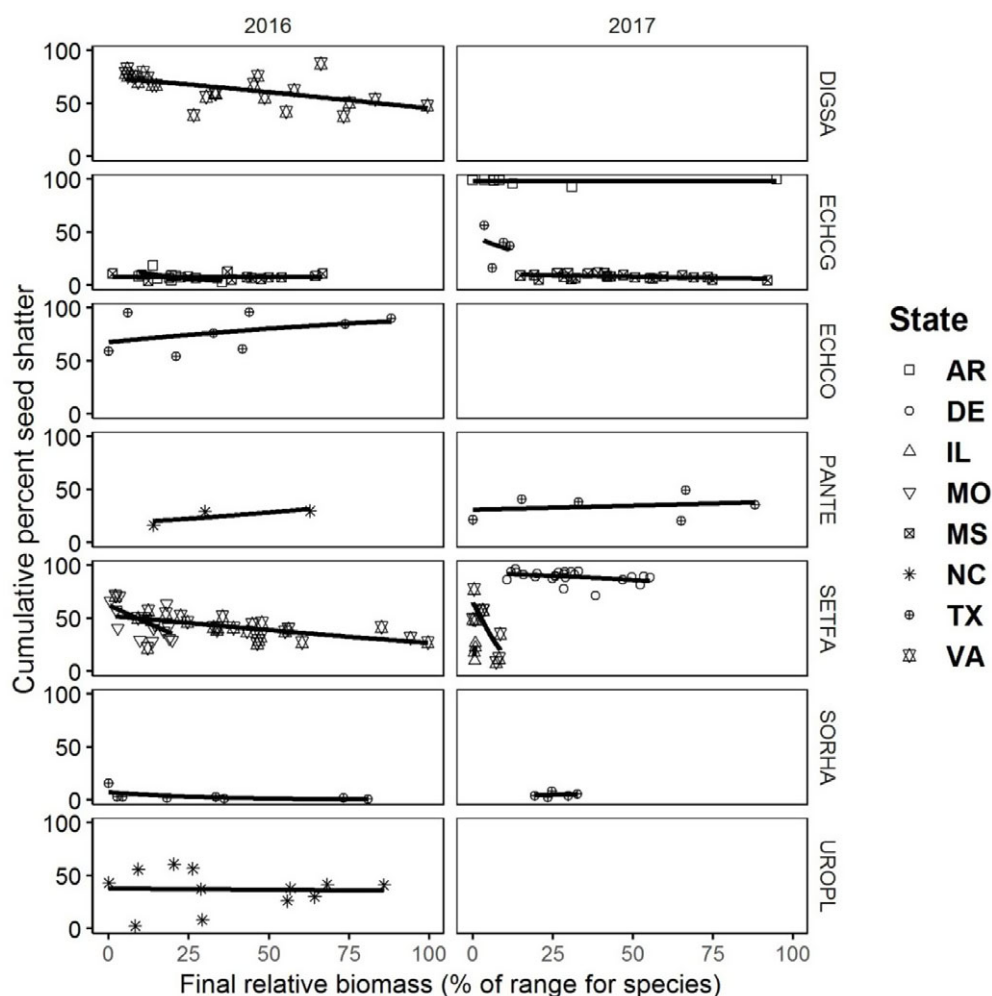 2016
2017
Cumulative percent seed shatter
100
50
0
DIGSA
100
50
0
ECHCG
100
50
0
ECHCO
100
50
0
PANTE
100
50
0
SETFA
100
50
0
SORHA
100
50
0
UROPL
0 25 50 75 100
0 25 50 75 100
Final relative biomass (% of range for species)
State
AR
DE
IL
MO
MS
NC
TX
VA